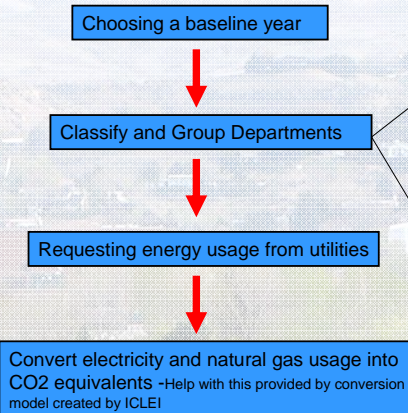 Choosing a baseline year
Classify and Group Departments
Requesting energy usage from utilities
Convert electricity and natural gas usage into
CO2 equivalents -Help with this provided by conversion
model created by ICLEI